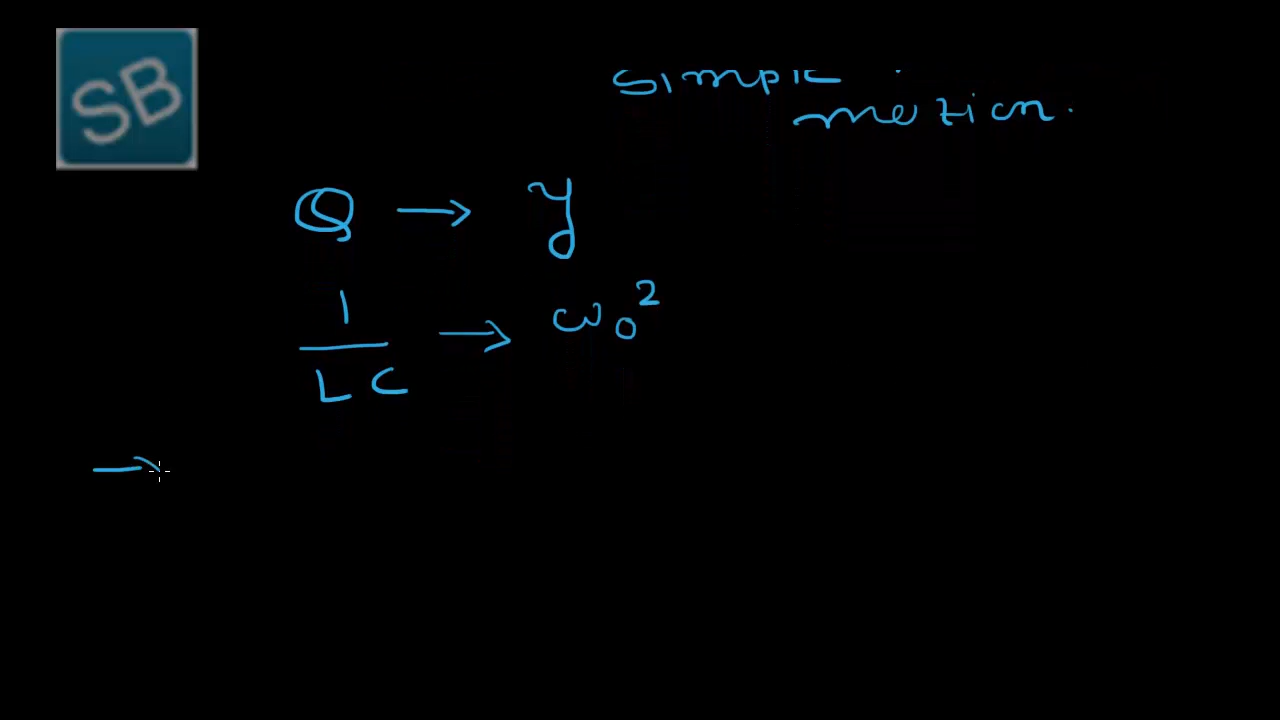 SB
simple
motion.
Q → y
1/LC → ω₀²
→